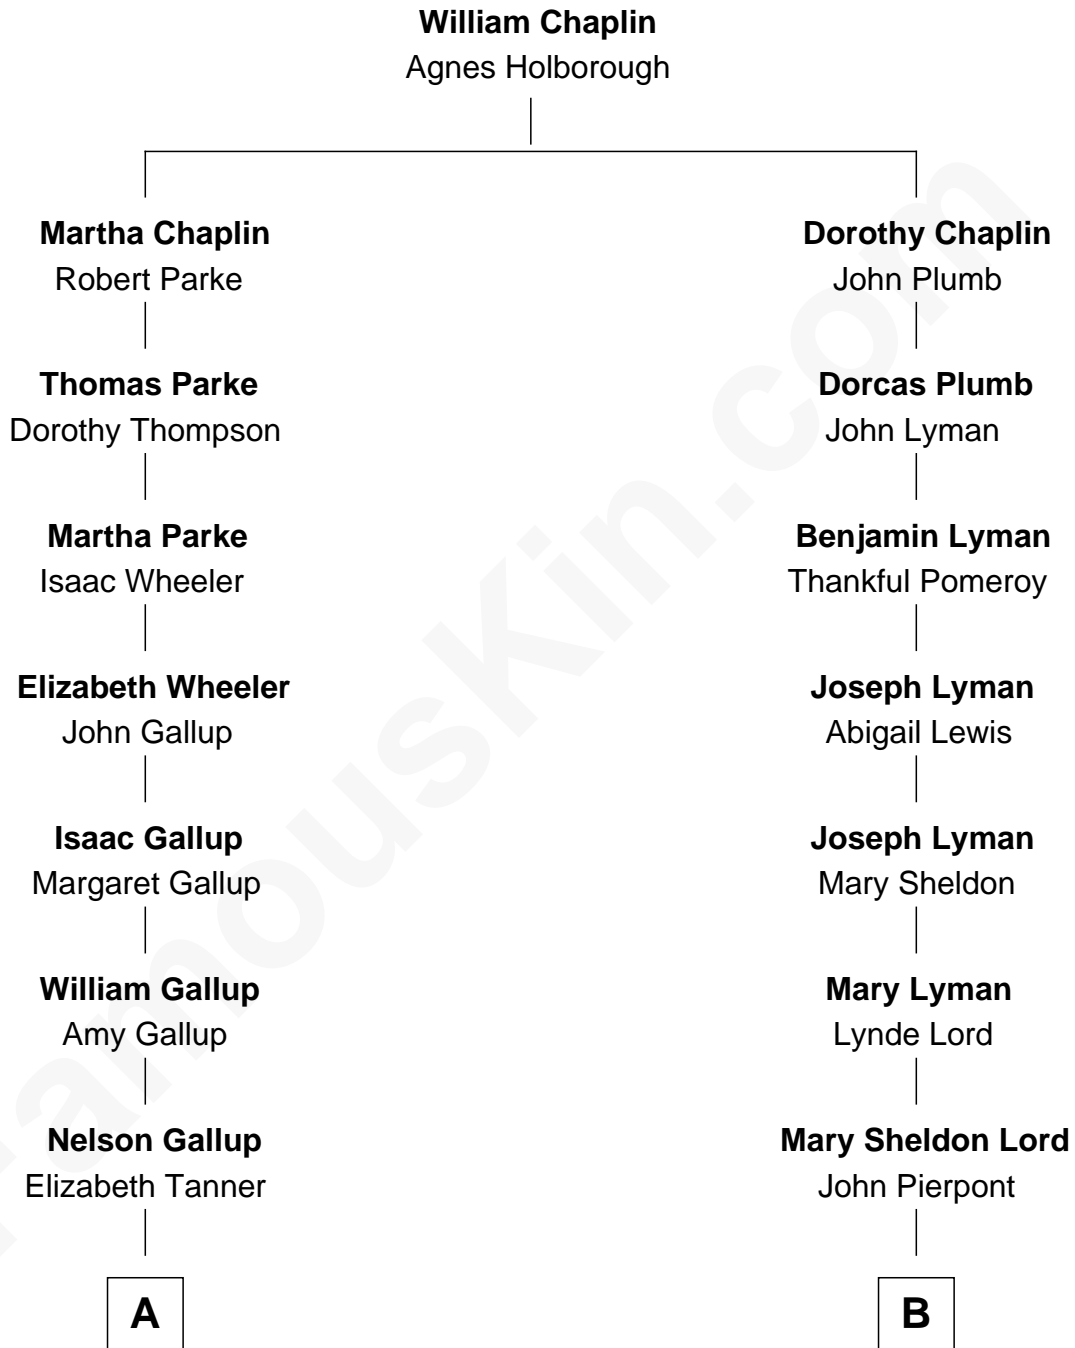 William Chaplin
Agnes Holborough
Martha Chaplin
Robert Parke
Dorothy Chaplin
John Plumb
Thomas Parke
Dorothy Thompson
Dorcas Plumb
John Lyman
Martha Parke
Isaac Wheeler
Benjamin Lyman
Thankful Pomeroy
Elizabeth Wheeler
John Gallup
Joseph Lyman
Abigail Lewis
Isaac Gallup
Margaret Gallup
Joseph Lyman
Mary Sheldon
William Gallup
Amy Gallup
Mary Lyman
Lynde Lord
Nelson Gallup
Elizabeth Tanner
Mary Sheldon Lord
John Pierpont
A
B
FamousKin.com